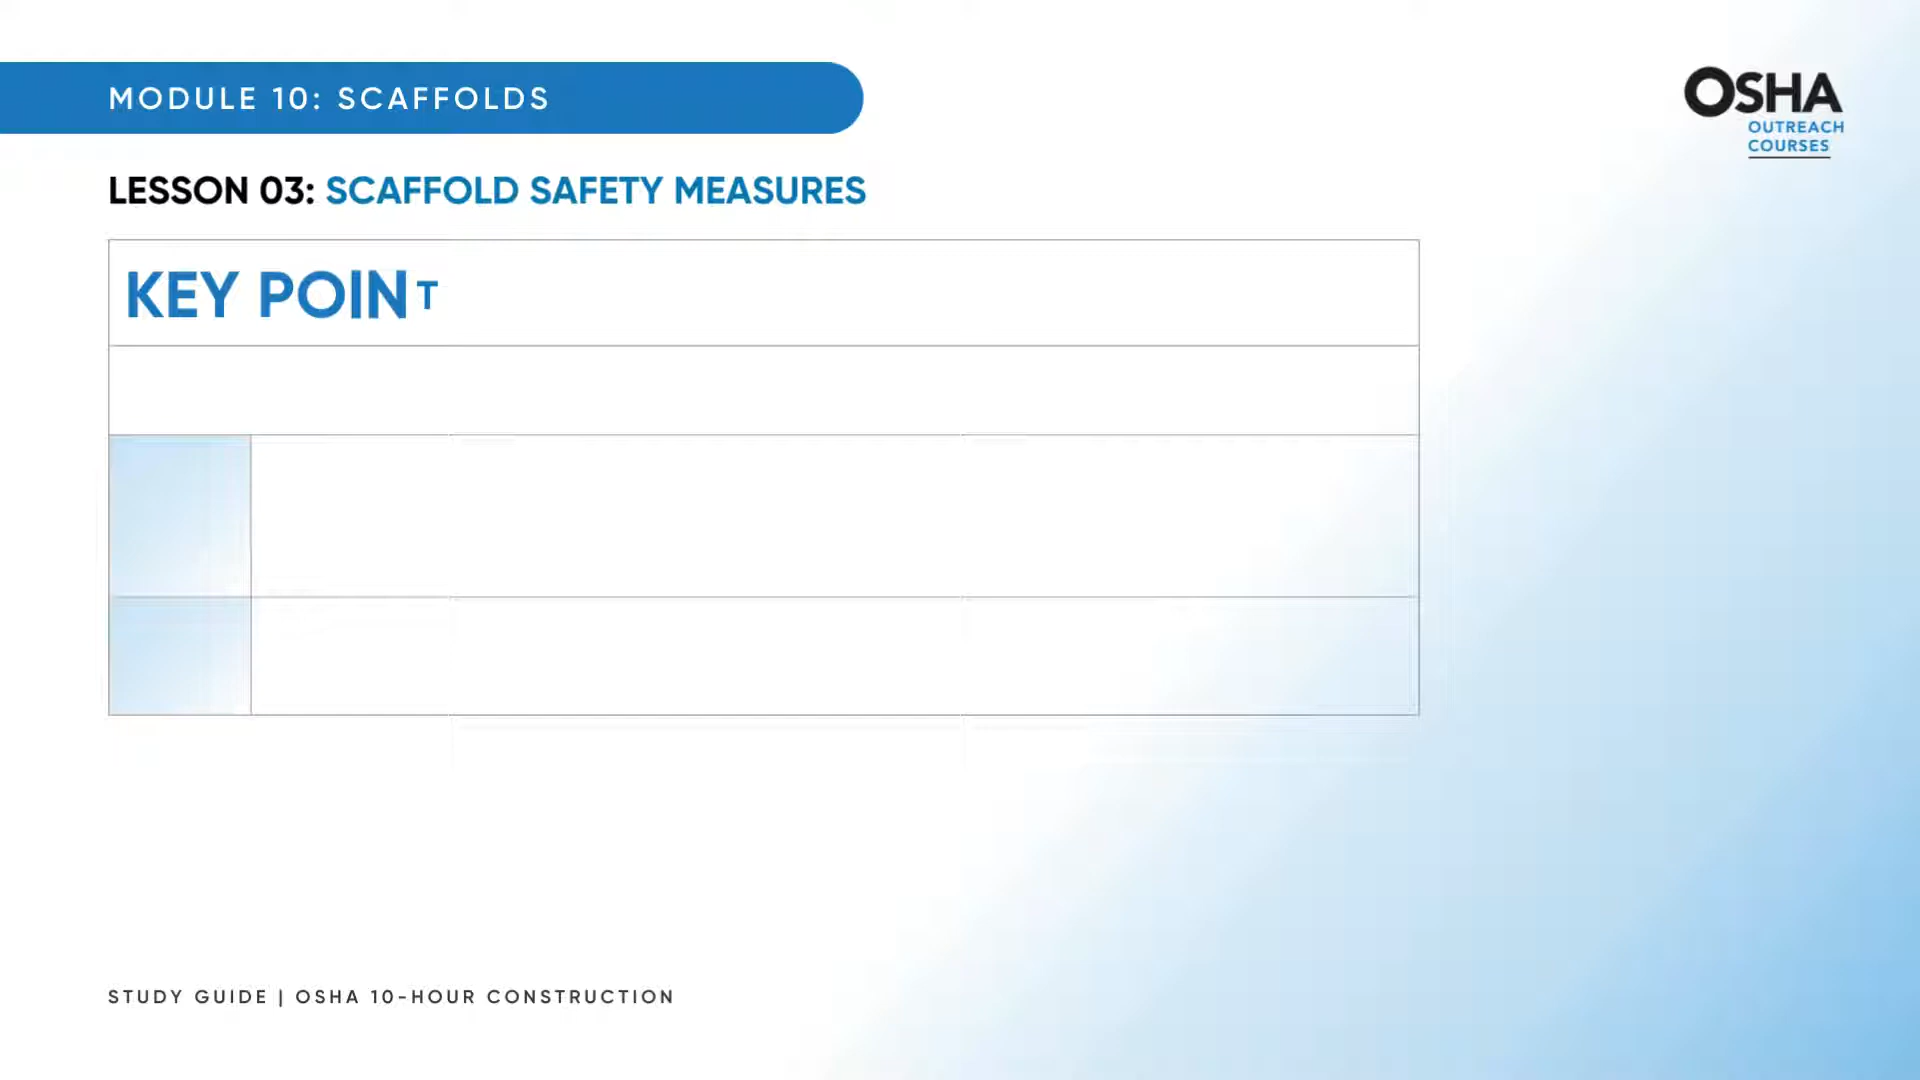 MODULE 10: SCAFFOLDS
OSHA
OUTREACH
COURSES
LESSON 03: SCAFFOLD SAFETY MEASURES
KEY POINT
STUDY GUIDE | OSHA 10-HOUR CONSTRUCTION